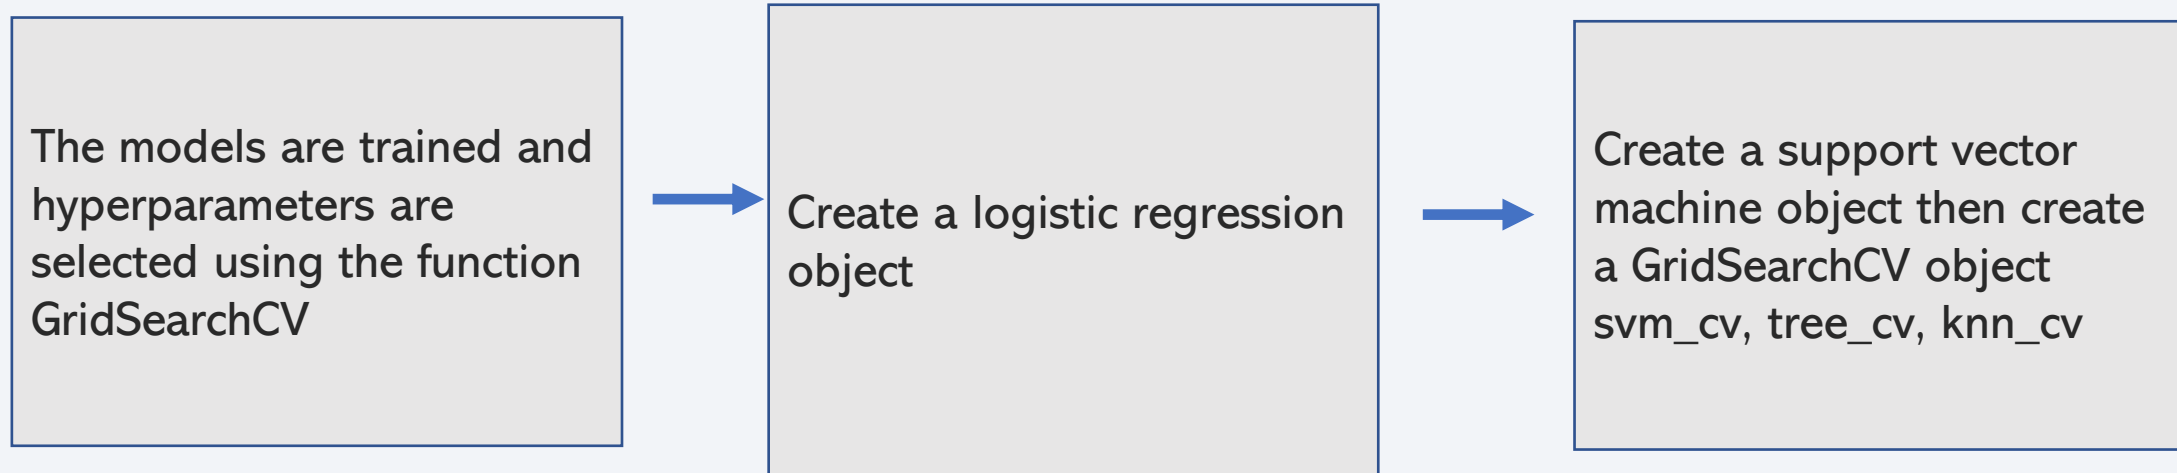 The models are trained and
hyperparameters are
selected using the function
GridSearchCV
Create a logistic regression
object
Create a support vector
machine object then create
a GridSearchCV object
svm_cv, tree_cv, knn_cv